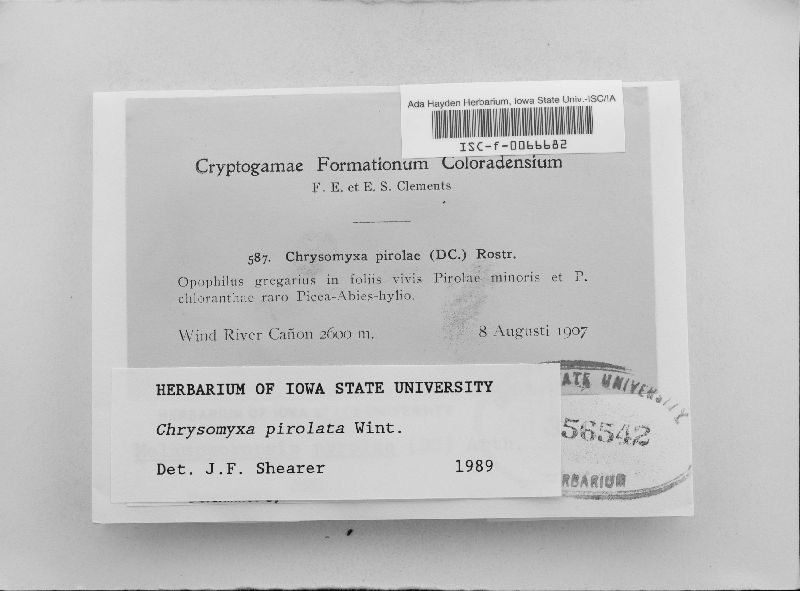 Ada Hayden Herbarium, Iowa State Univ.-ISC/IA
ISC-f-0066682
Cryptogamae Formationum Coloradensium
F. E. et E. S. Clements
587. Chrysomyxa pirolae (DC.) Rostr.
Opophilus gregarius in foliis vivis Pirolae minoris et P.
chloranthae raro Picea-Abies-hylio.
Wind River Cañon 2600 m. 8 Augusti 1907
HERBARIUM OF IOWA STATE UNIVERSITY
Chrysomyxa pirolata Wint.
Det. J.F. Shearer 1989
ATE UNIVERSITY
56542
RBARIUM